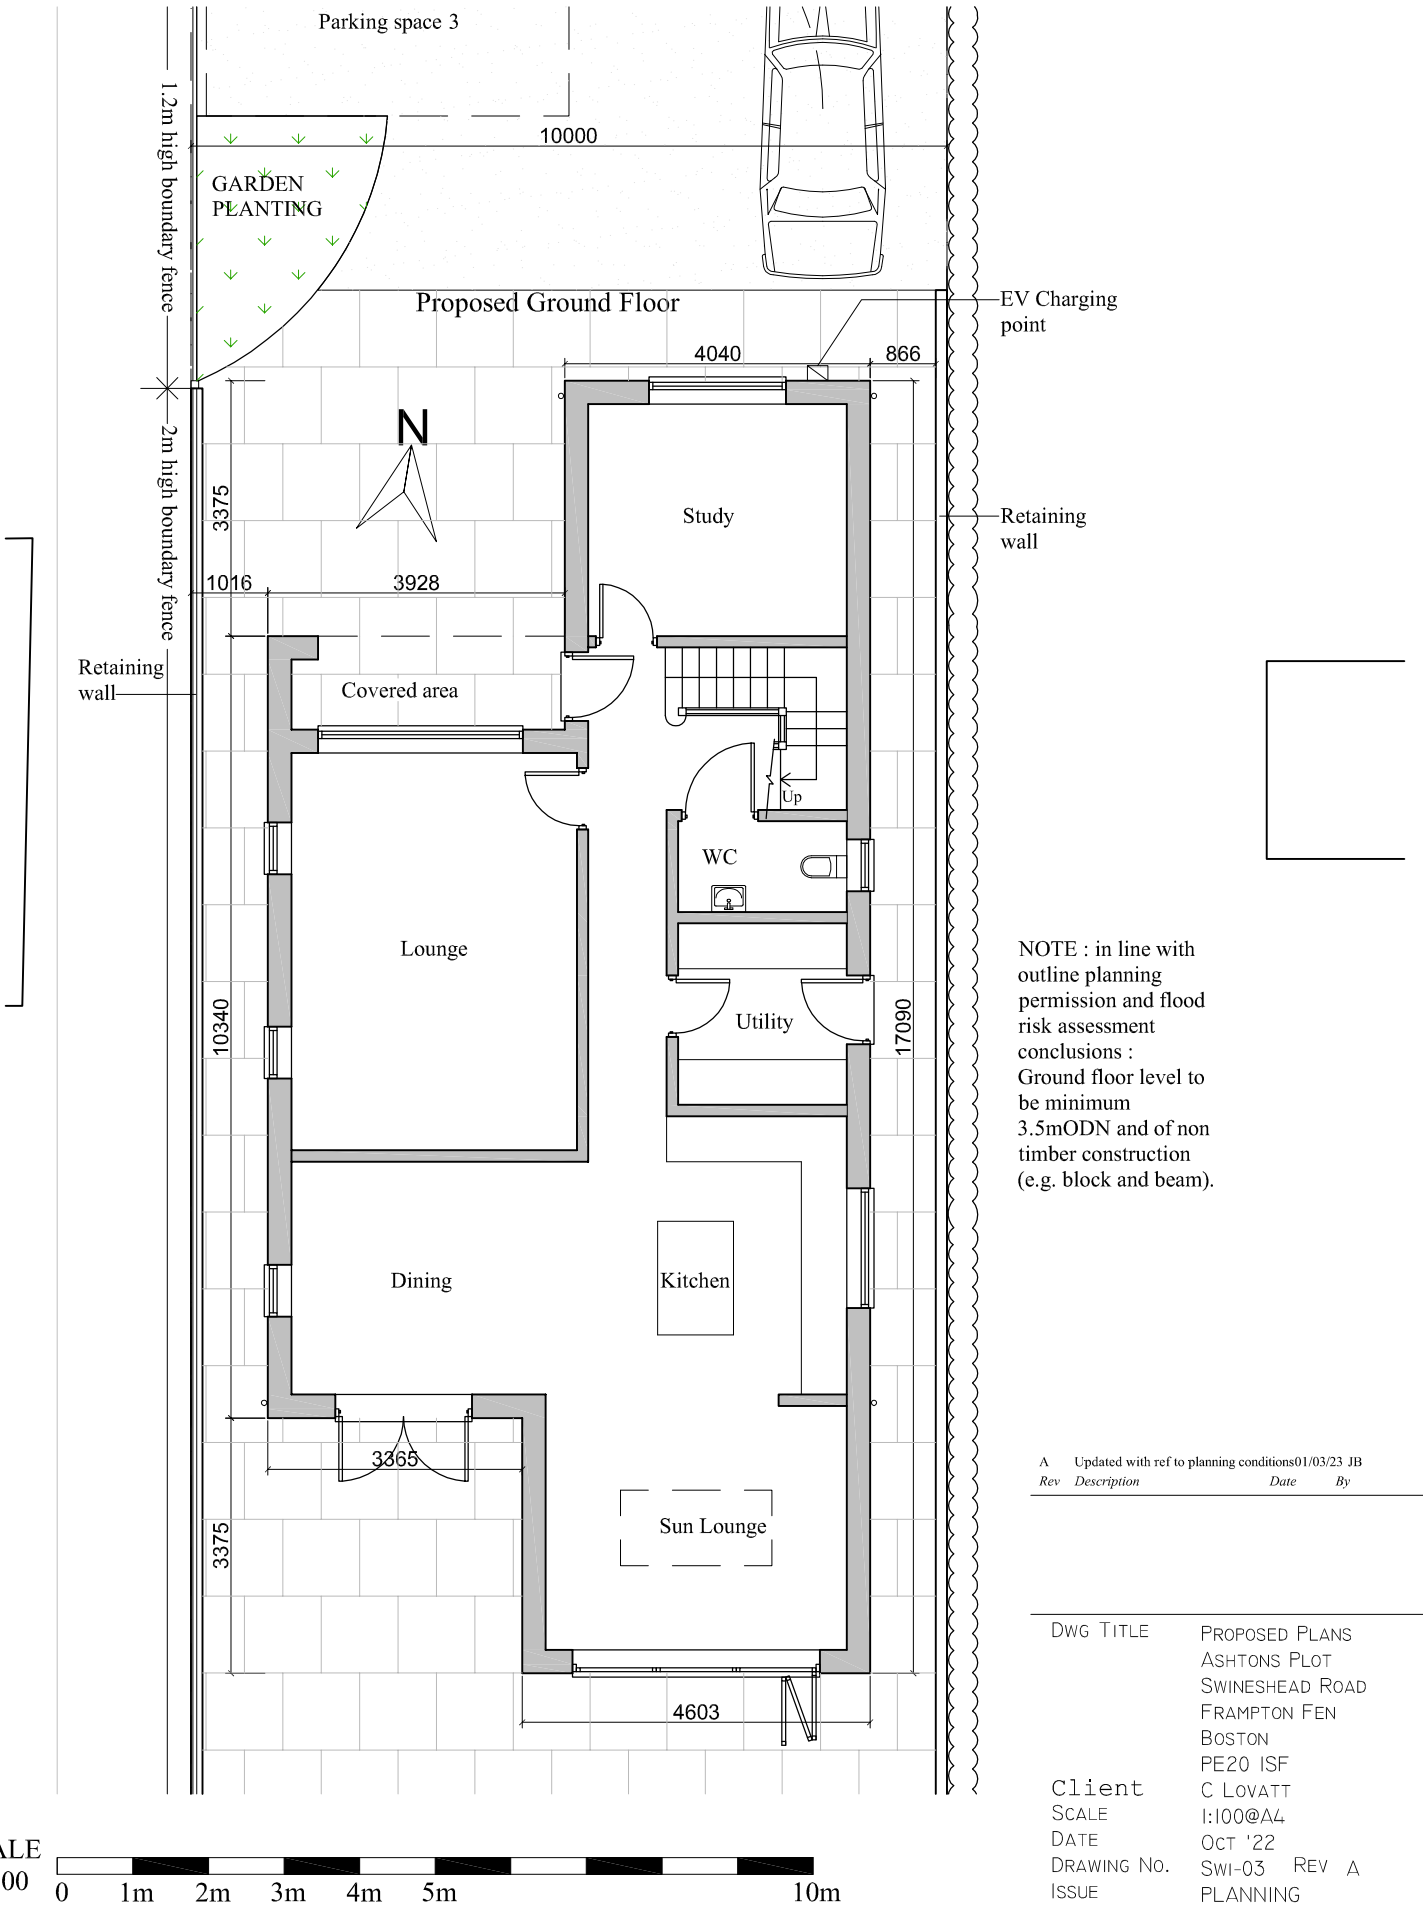 Parking space 3
1.2m high boundary fence
10000
GARDEN
PLANTING
Proposed Ground Floor
EV Charging
point
4040
866
N
2m high boundary fence
3375
Study
Retaining
wall
1016
3928
Retaining
wall
Covered area
Up
WC
Lounge
NOTE : in line with
outline planning
permission and flood
risk assessment
conclusions :
Ground floor level to
be minimum
3.5mODN and of non
timber construction
(e.g. block and beam).
10340
Utility
17090
Dining
Kitchen
3365
3375
Sun Lounge
4603
A Updated with ref to planning conditions01/03/23 JB
Rev Description Date By
DWG TITLE PROPOSED PLANS
ASHTONS PLOT
SWINESHEAD ROAD
FRAMPTON FEN
BOSTON
PE20 1SF
Client C LOVATT
SCALE 1:100@A4
DATE OCT '22
DRAWING NO. SWI-03 REV A
ISSUE PLANNING
ALE
00
0 1m 2m 3m 4m 5m 10m